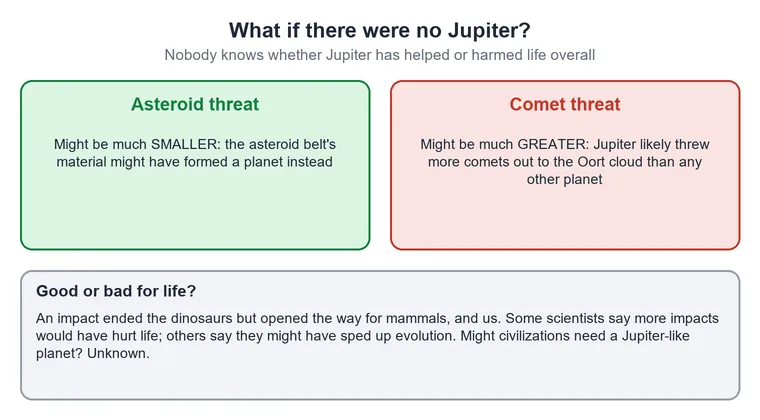 What if there were no Jupiter?
Nobody knows whether Jupiter has helped or harmed life overall
Asteroid threat
Might be much SMALLER: the asteroid belt's
material might have formed a planet instead
Comet threat
Might be much GREATER: Jupiter likely threw
more comets out to the Oort cloud than any
other planet
Good or bad for life?
An impact ended the dinosaurs but opened the way for mammals, and us. Some scientists say more impacts
would have hurt life; others say they might have sped up evolution. Might civilizations need a Jupiter-like
planet? Unknown.